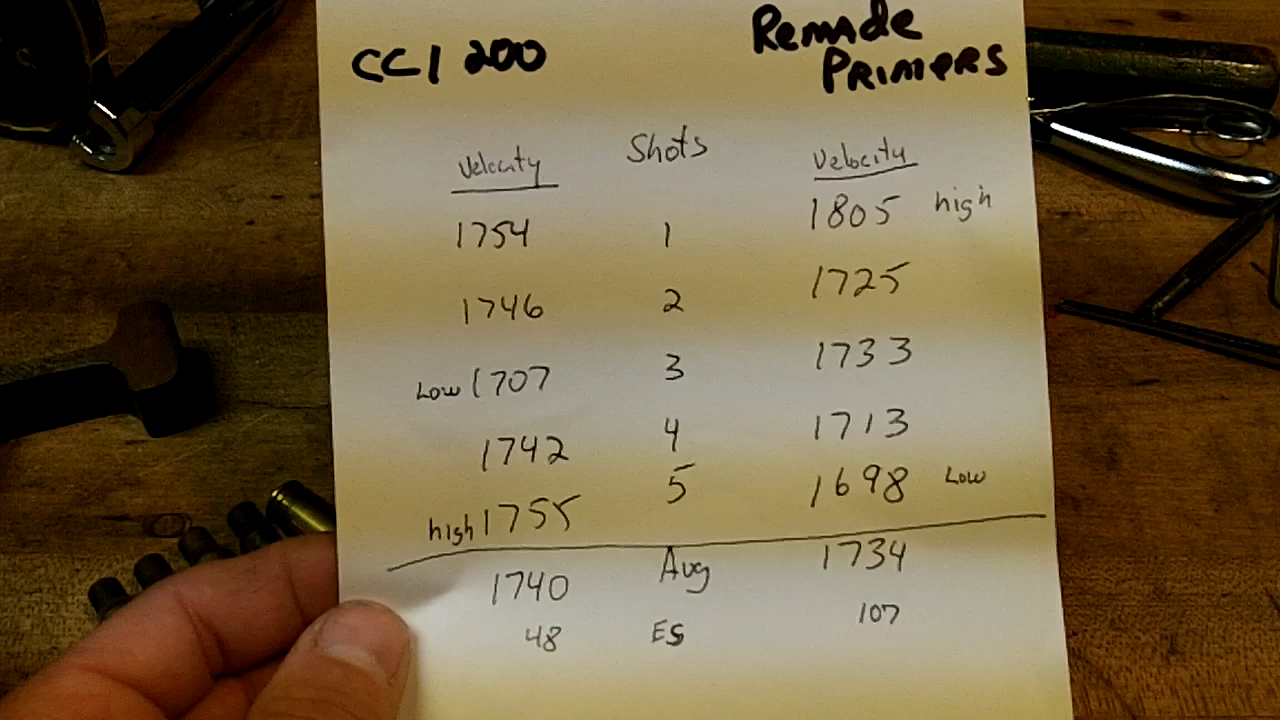 CCI 200 Remade
Primers
Velocity Shots Velocity
1754 1 1805 high
1746 2 1725
Low 1707 3 1733
1742 4 1713
high 1755 5 1698 Low
1740 Avg 1734
48 ES 107